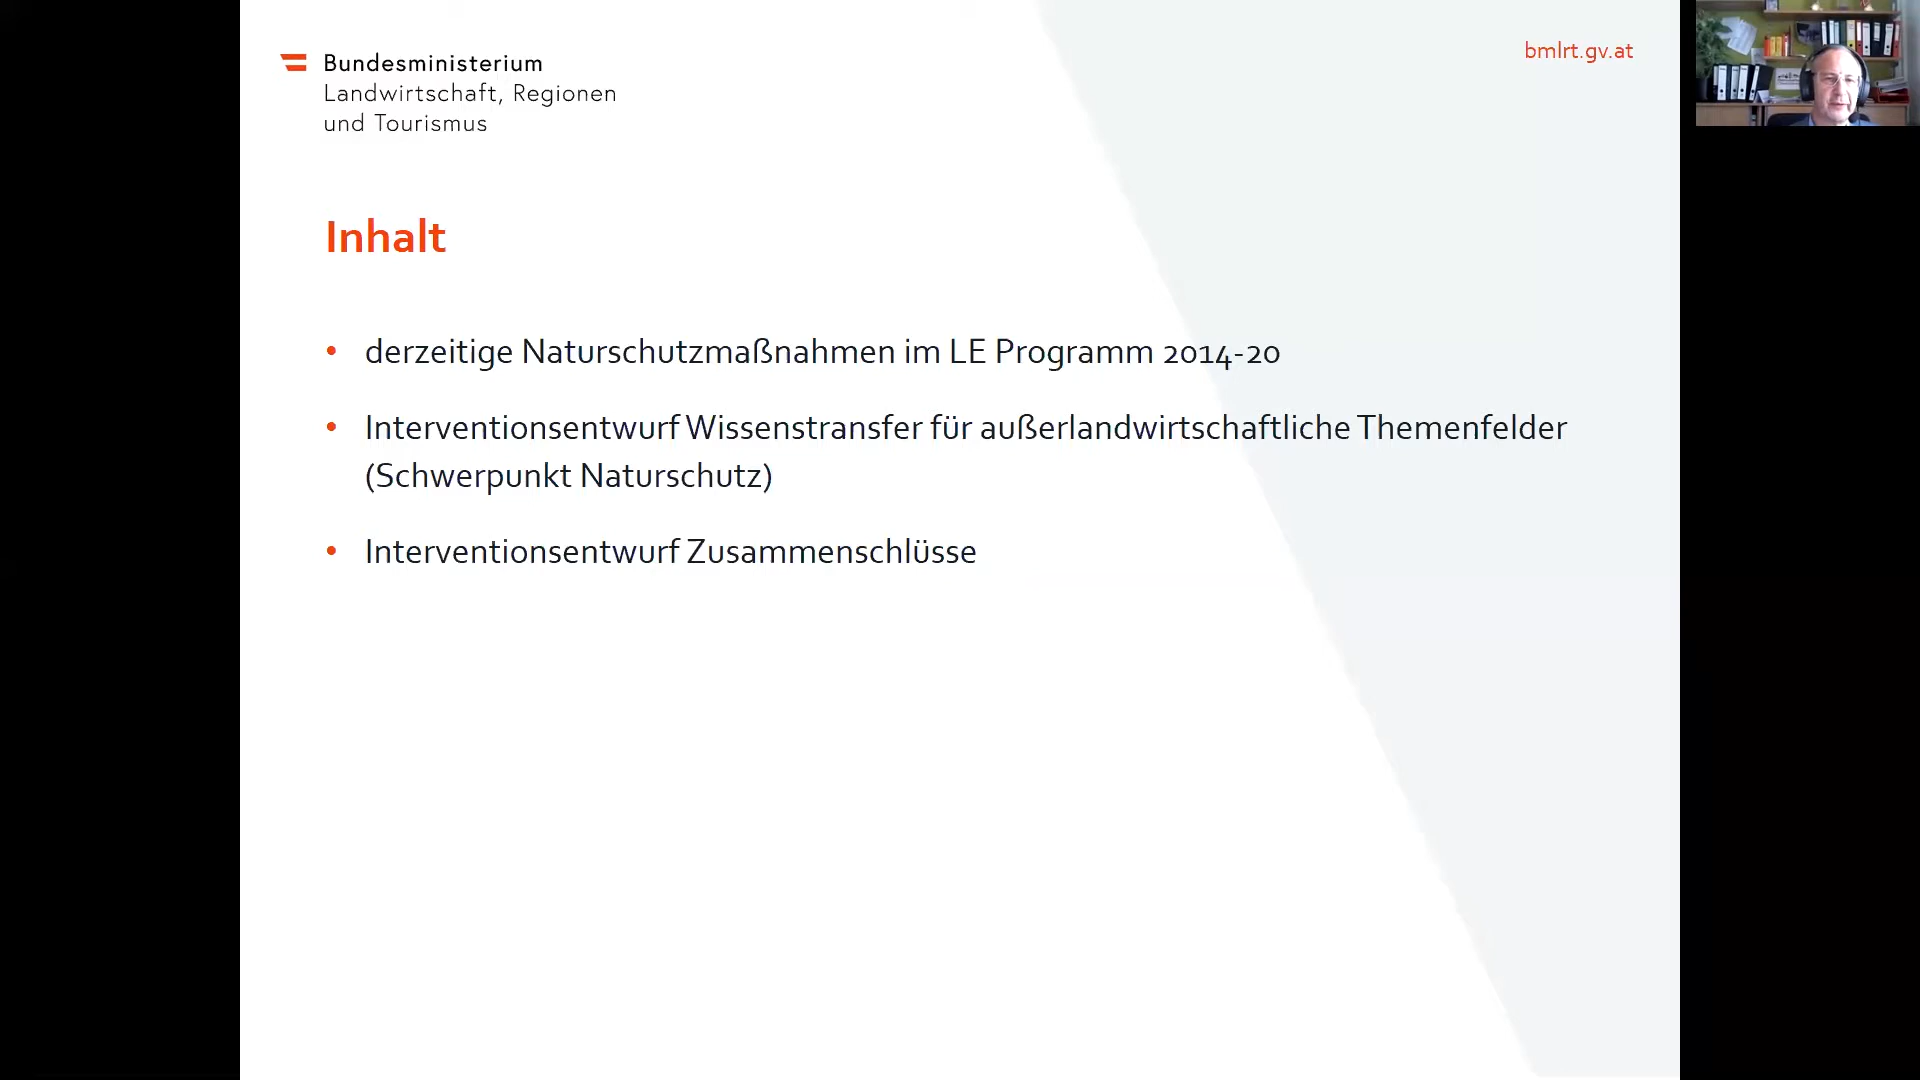 Bundesministerium
Landwirtschaft, Regionen
und Tourismus
bmlrt.gv.at
Inhalt
• derzeitige Naturschutzmaßnahmen im LE Programm 2014-20
• Interventionsentwurf Wissenstransfer für außerlandwirtschaftliche Themenfelder
(Schwerpunkt Naturschutz)
• Interventionsentwurf Zusammenschlüsse